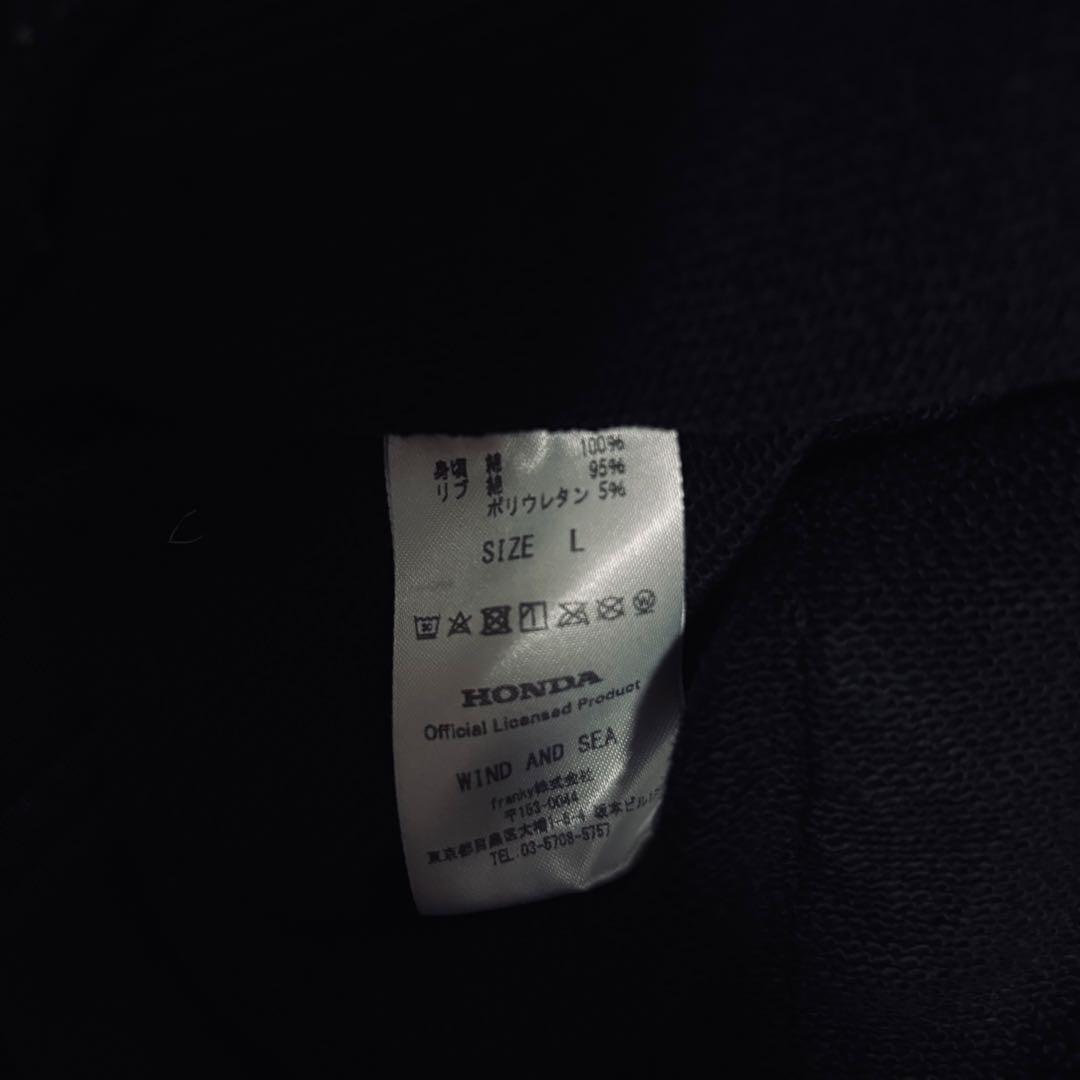 身頃 綿 100%
リブ 綿 95%
ポリウレタン 5%
SIZE L
HONDA
Official Licensed Product
WIND AND SEA
franky株式会社
〒153-0044
東京都目黒区大橋1-6-4 坂本ビル
TEL:03-5708-5757